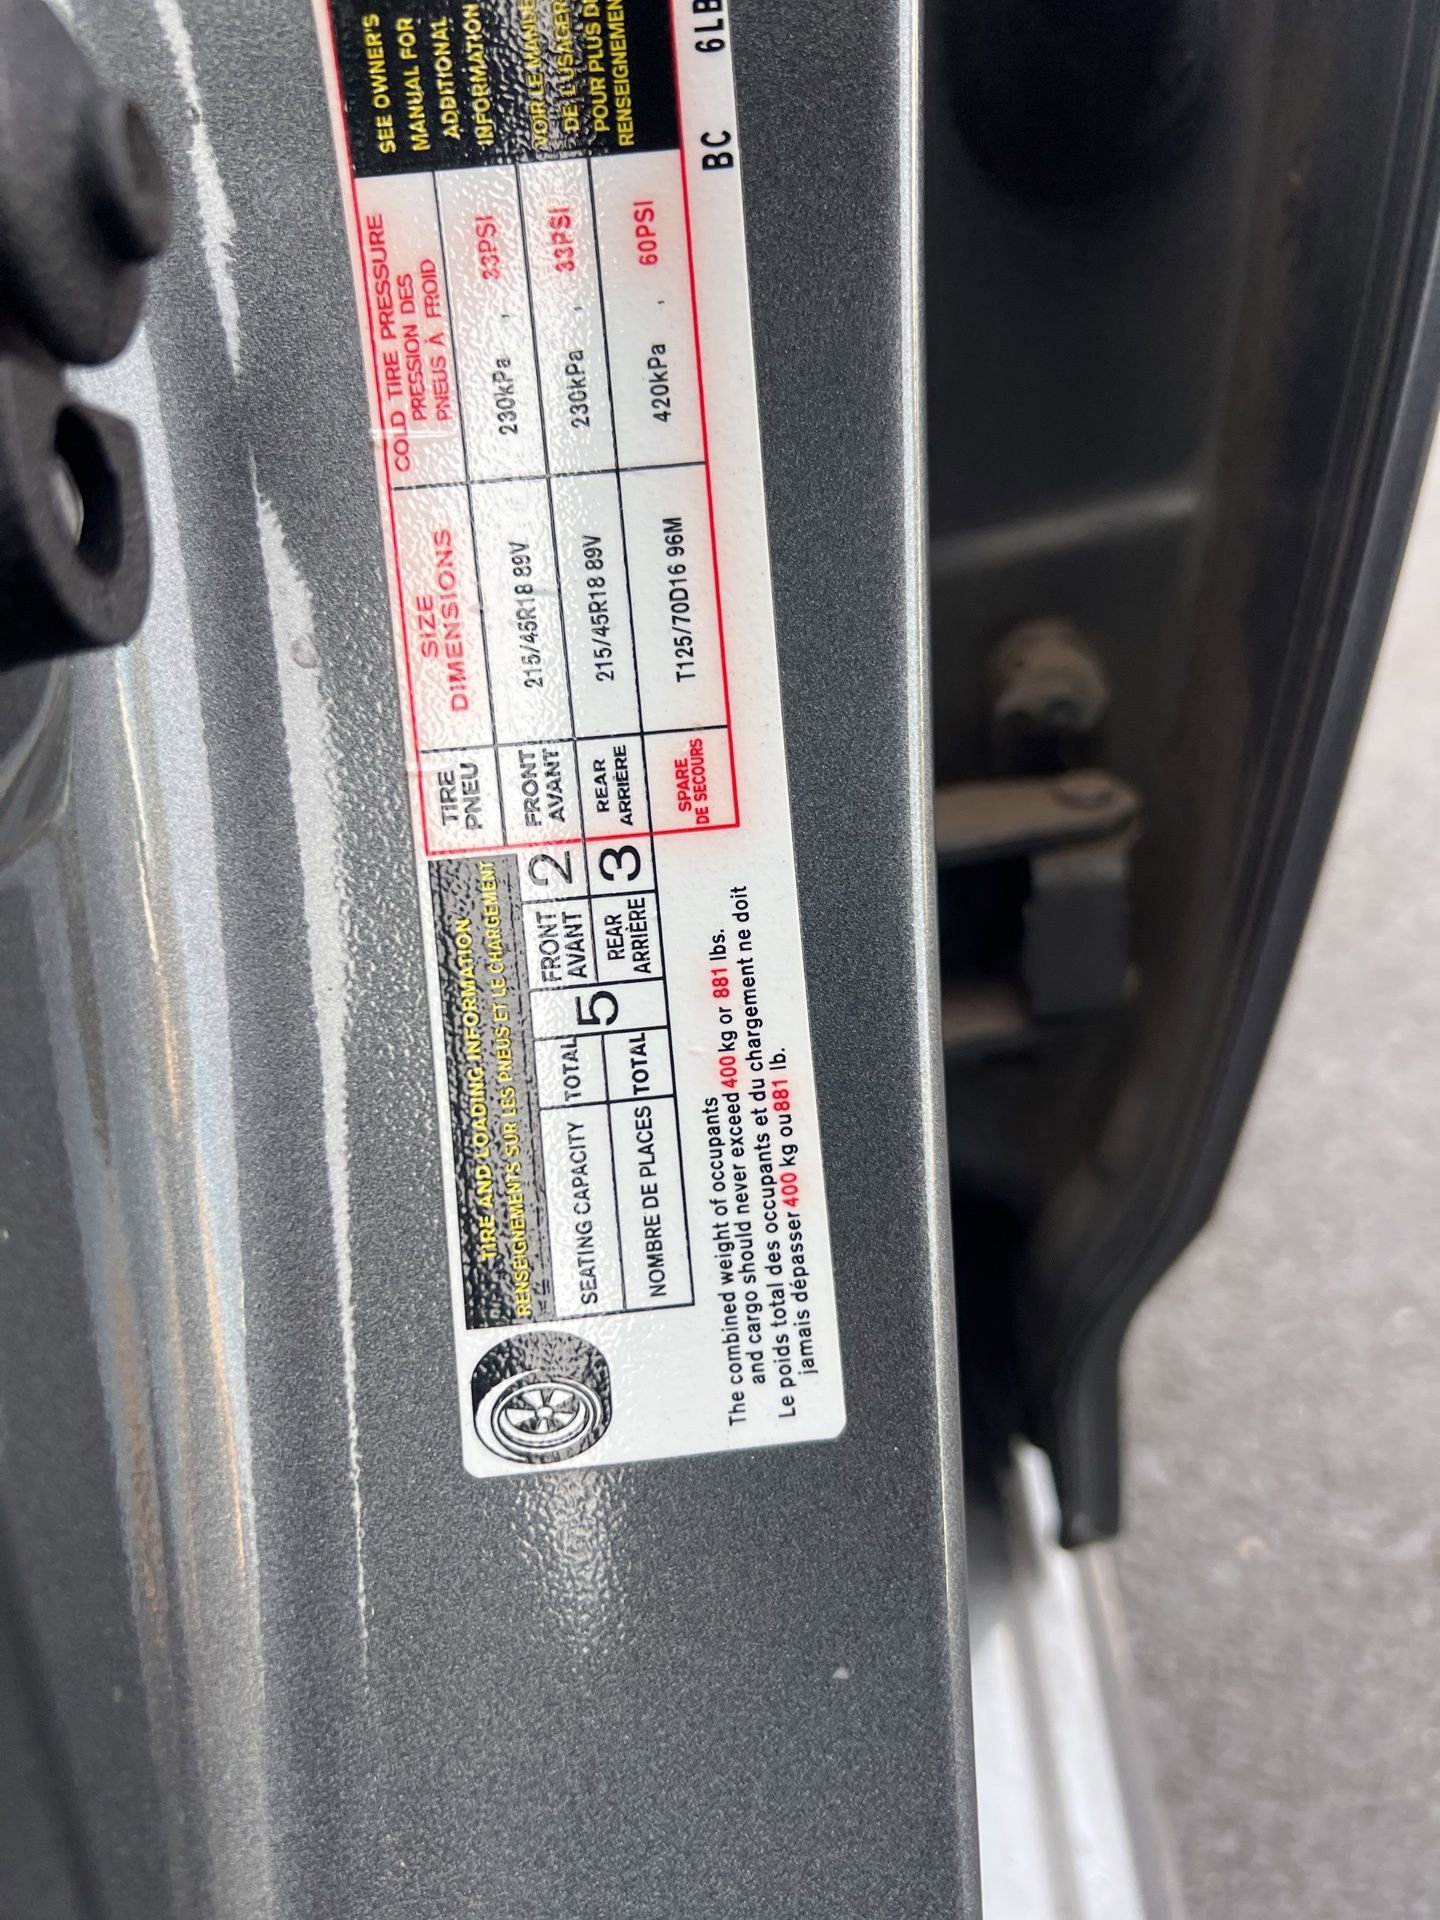 TIRE AND LOADING INFORMATION
RENSEIGNEMENTS SUR LES PNEUS ET LE CHARGEMENT
SEATING CAPACITY TOTAL 5 FRONT AVANT 2
NOMBRE DE PLACES TOTAL REAR ARRIÈRE 3
The combined weight of occupants
and cargo should never exceed 400 kg or 881 lbs.
Le poids total des occupants et du chargement ne doit
jamais dépasser 400 kg ou 881 lb.
TIRE
PNEU
SIZE
DIMENSIONS
COLD TIRE PRESSURE
PRESSION DES
PNEUS À FROID
FRONT
AVANT
215/45R18 89V
230kPa , 33PSI
REAR
ARRIÈRE
215/45R18 89V
230kPa , 33PSI
SPARE
DE SECOURS
T125/70D16 96M
420kPa , 60PSI
SEE OWNER'S
MANUAL FOR
ADDITIONAL
INFORMATION
VOIR LE
DE L'USAGER
POUR PLUS
BC 6LB